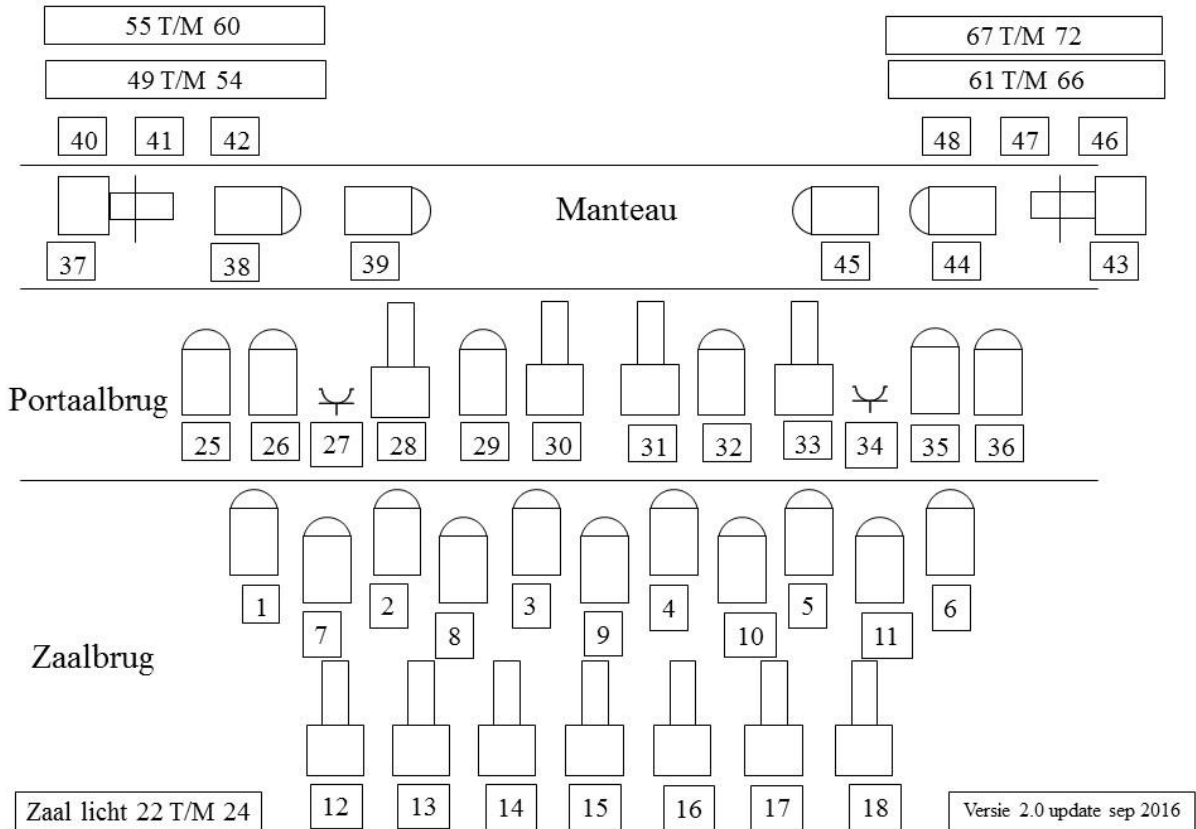 55 T/M 60
67 T/M 72
49 T/M 54
61 T/M 66
40 41 42 48 47 46
Manteau
37 38 39 45 44 43
Portaalbrug
25 26 27 28 29 30 31 32 33 34 35 36
1 2 3 4 5 6
7 8 9 10 11
Zaalbrug
12 13 14 15 16 17 18
Zaal licht 22 T/M 24
Versie 2.0 update sep 2016